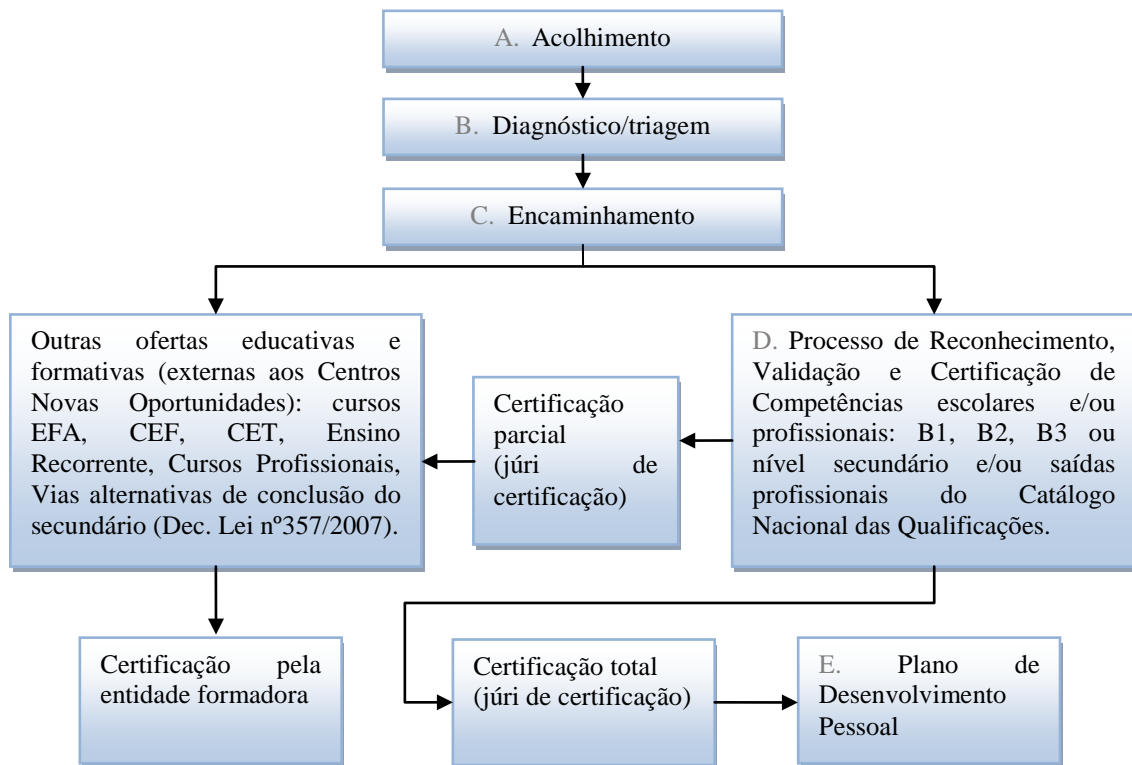 A. Acolhimento
B. Diagnóstico/triagem
C. Encaminhamento
Outras ofertas educativas e
formativas (externas aos Centros
Novas Oportunidades): cursos
EFA, CEF, CET, Ensino
Recorrente, Cursos Profissionais,
Vias alternativas de conclusão do
secundário (Dec. Lei nº357/2007).
Certificação
parcial
(júri de
certificação)
D. Processo de Reconhecimento,
Validação e Certificação de
Competências escolares e/ou
profissionais: B1, B2, B3 ou
nível secundário e/ou saídas
profissionais do Catálogo
Nacional das Qualificações.
Certificação pela
entidade formadora
Certificação total
(júri de certificação)
E. Plano de
Desenvolvimento
Pessoal